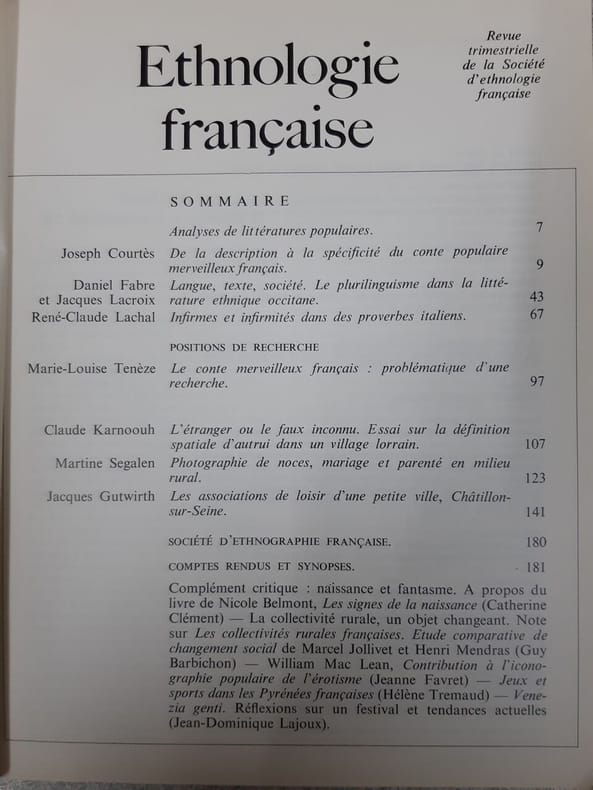 Ethnologie
française
Revue
trimestrielle
de la Société
d'ethnologie
française
SOMMAIRE
Analyses de littératures populaires. 7
Joseph Courtès De la description à la spécificité du conte populaire
merveilleux français. 9
Daniel Fabre Langue, texte, société. Le plurilinguisme dans la litté-
et Jacques Lacroix rature ethnique occitane. 43
René-Claude Lachal Infirmes et infirmités dans des proverbes italiens. 67
POSITIONS DE RECHERCHE
Marie-Louise Tenèze Le conte merveilleux français : problématique d'une
recherche. 97
Claude Karnoouh L'étranger ou le faux inconnu. Essai sur la définition
spatiale d'autrui dans un village lorrain. 107
Martine Segalen Photographie de noces, mariage et parenté en milieu
rural. 123
Jacques Gutwirth Les associations de loisir d'une petite ville, Châtillon-
sur-Seine. 141
SOCIÉTÉ D'ETHNOGRAPHIE FRANÇAISE. 180
COMPTES RENDUS ET SYNOPSES. 181
Complément critique : naissance et fantasme. A propos du
livre de Nicole Belmont, Les signes de la naissance (Catherine
Clément) — La collectivité rurale, un objet changeant. Note
sur Les collectivités rurales françaises. Etude comparative de
changement social de Marcel Jollivet et Henri Mendras (Guy
Barbichon) — William Mac Lean, Contribution à l'icono-
graphie populaire de l'érotisme (Jeanne Favret) — Jeux et
sports dans les Pyrénées françaises (Hélène Tremaud) — Vene-
zia genti. Réflexions sur un festival et tendances actuelles
(Jean-Dominique Lajoux).